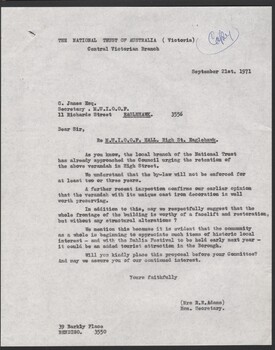 Copy
THE NATIONAL TRUST OF AUSTRALIA (Victoria)
Central Victorian Branch
September 21st. 1971
C. Junse Esq.
Secretary, M.U.I.O.O.F.
11 Richards Street EAGLEHAWK. 3556
Dear Sir,
Re M.U.I.O.O.F. HALL. High St. Eaglehawk.
As you know, the local branch of the National Trust
has already approached the Council urging the retention of
the above verandah in High Street.
We understand that the by-law will not be enforced for
at least two or three years.
A further recent inspection confirms our earlier opinion
that the verandah with its unique cast iron decoration is well
worth preserving.
In addition to this, may we respectfully suggest that the
whole frontage of the building is worthy of a facelift and restoration,
but without any structural alterations?
We mention this because it is evident that the community
as a whole is beginning to appreciate such items of historic local
interest - and with the Dahlia Festival to be held early next year -
it could be an added tourist attraction in the Borough.
Will you kindly place this proposal before your Committee?
And may we assure you of our continued interest.
Yours faithfully
(Mrs E.R.Adams)
Hon. Secretary.
39 Barkly Place
BENDIGO. 3550